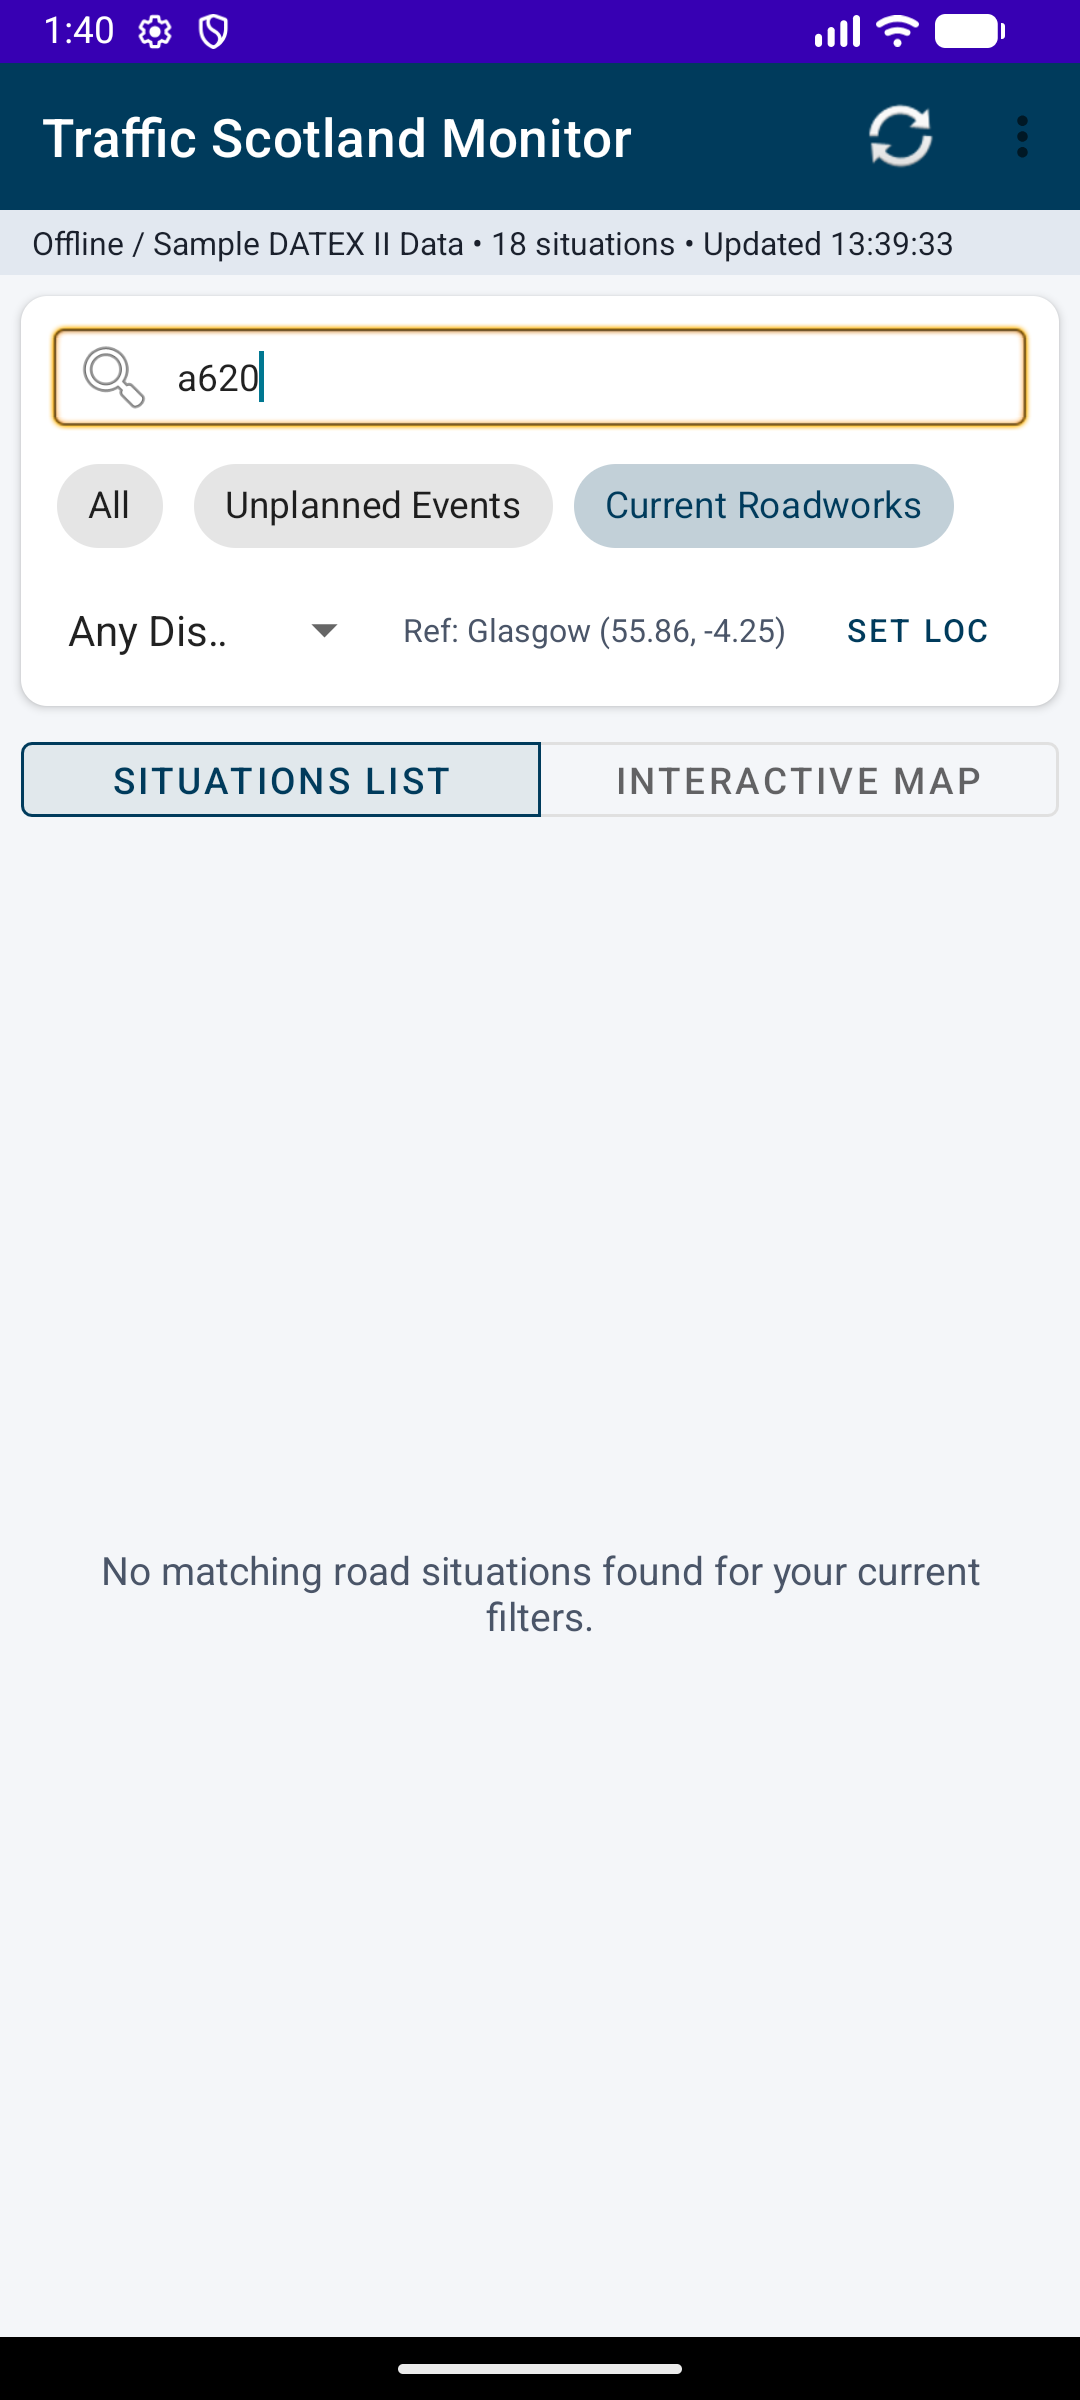 1:40
Traffic Scotland Monitor
Offline / Sample DATEX II Data • 18 situations • Updated 13:39:33
a620
All
Unplanned Events
Current Roadworks
Any Dis..
Ref: Glasgow (55.86, -4.25)
SET LOC
SITUATIONS LIST
INTERACTIVE MAP
No matching road situations found for your current
filters.